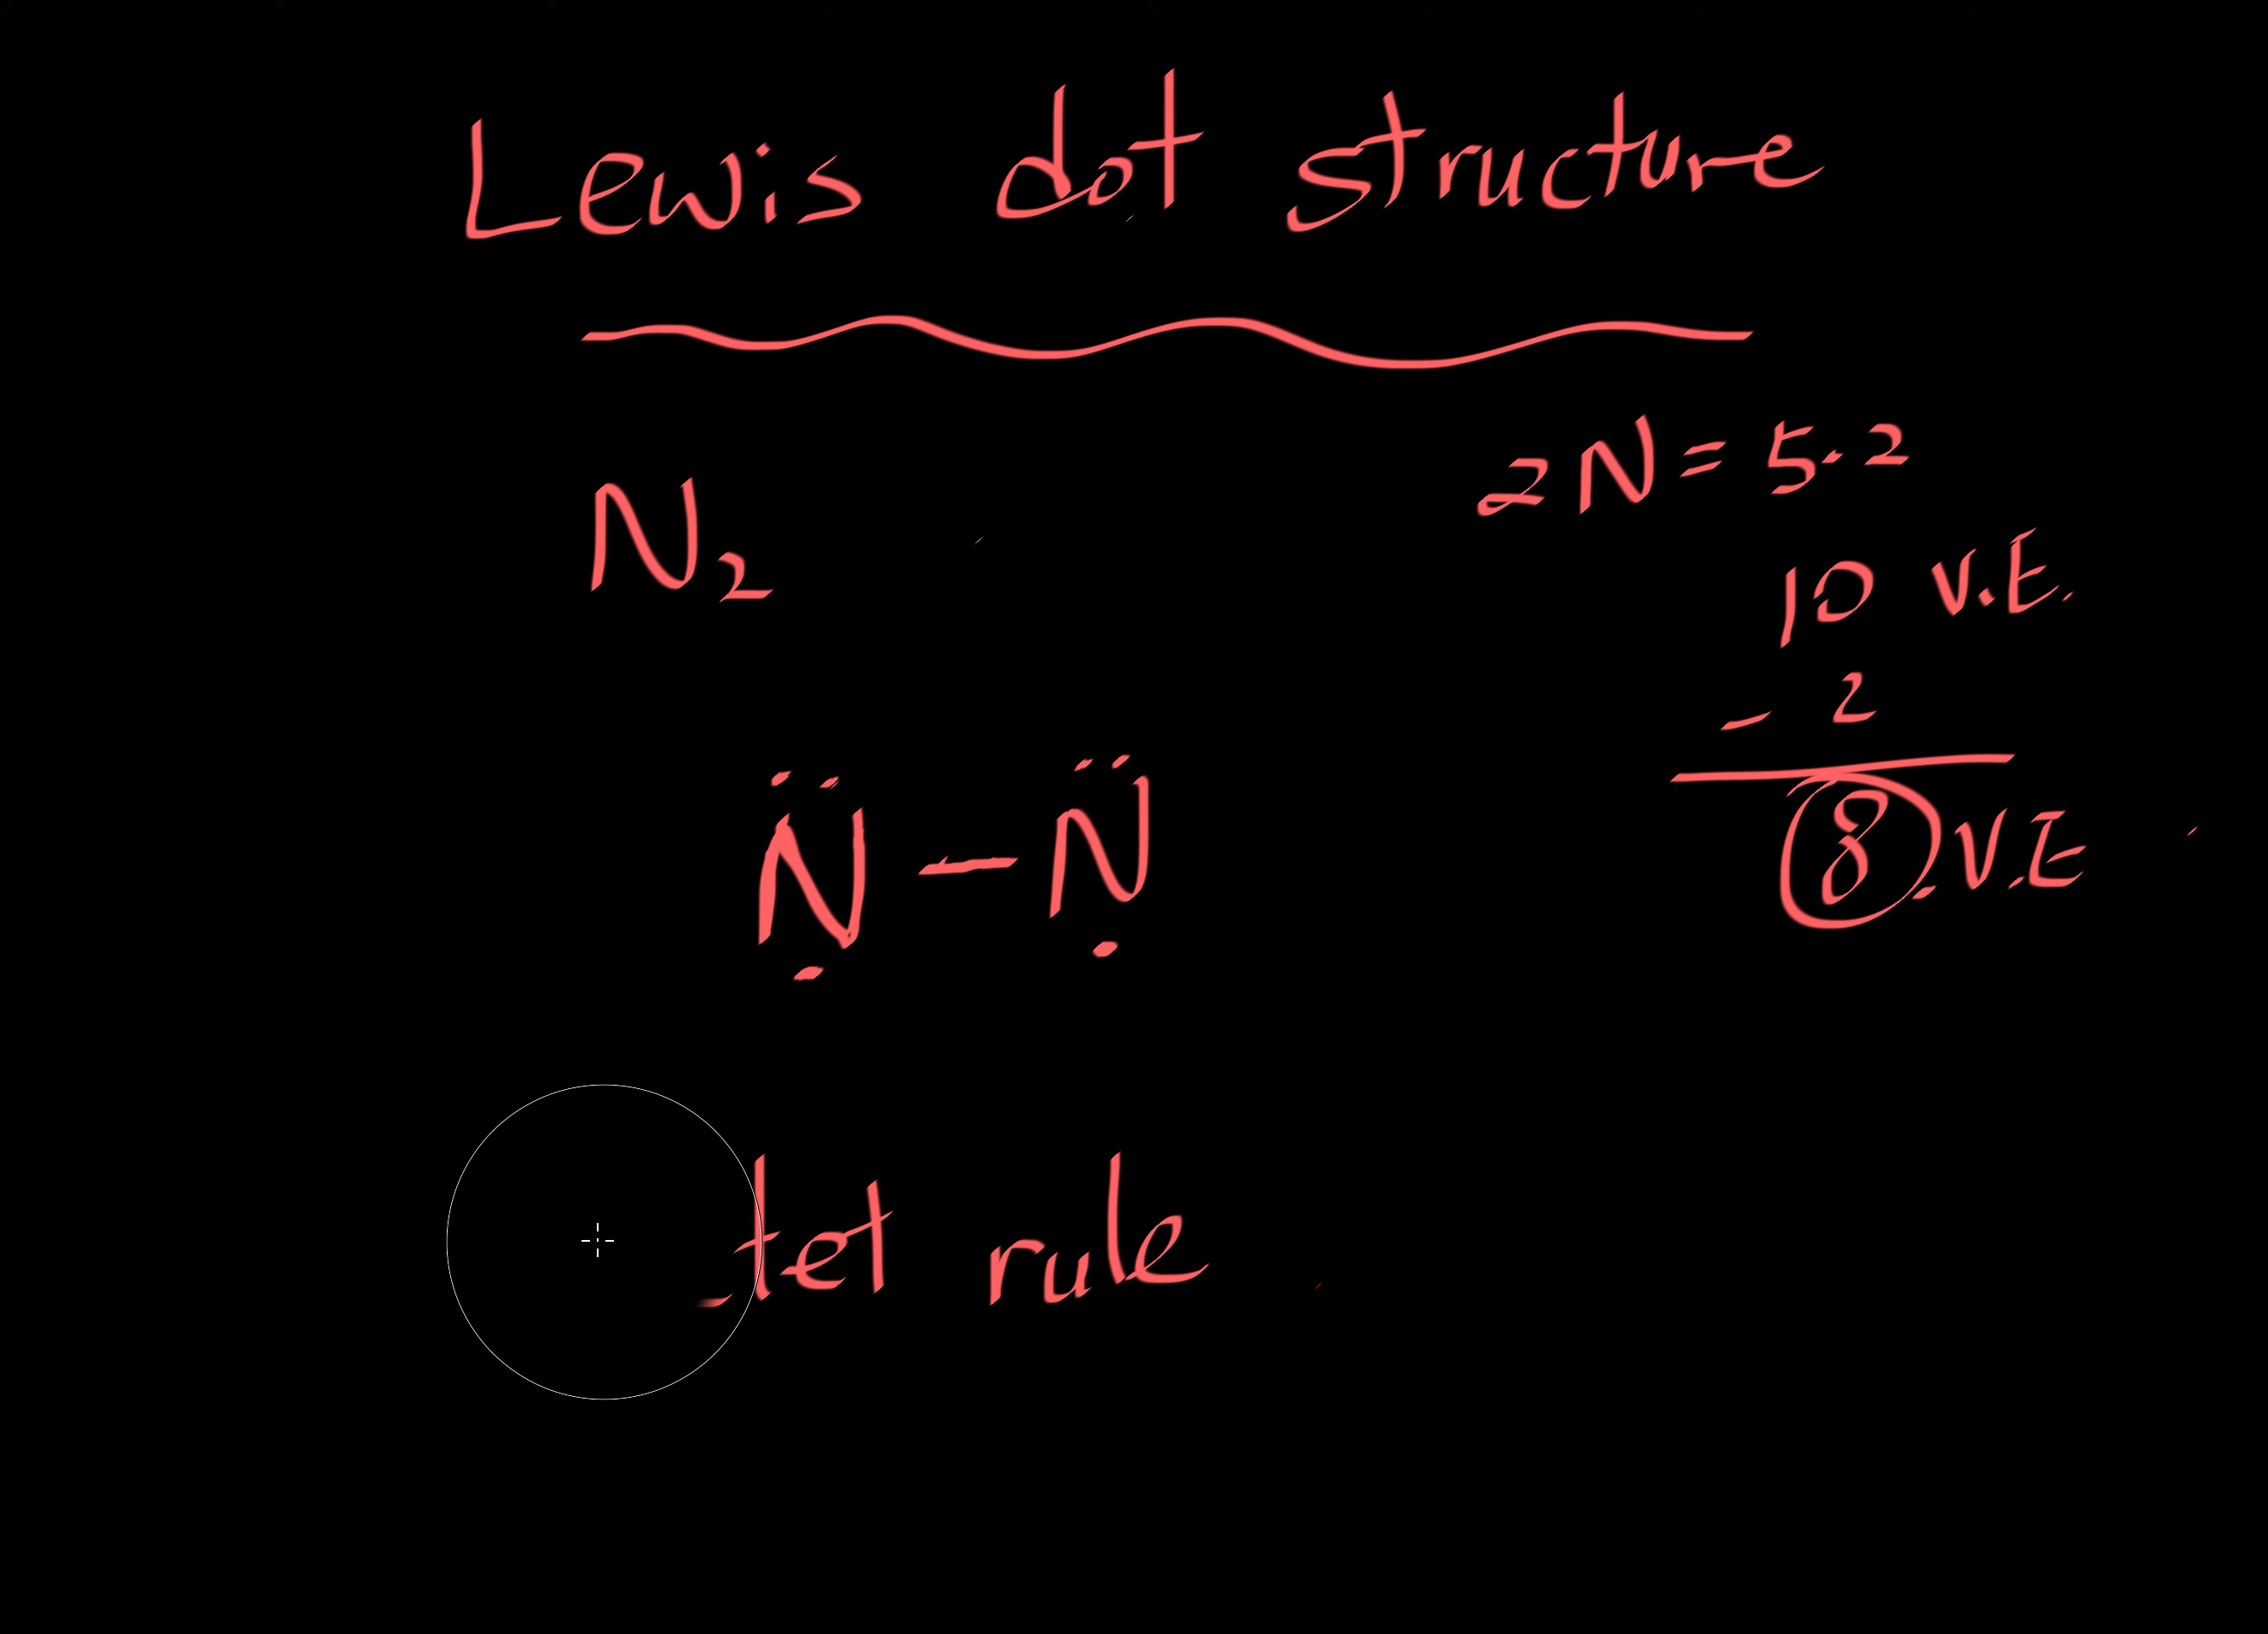 Lewis dot structure
N₂
2N = 5·2
10 V.E.
- 2
8 V.E
N̈ – N̈
tet rule